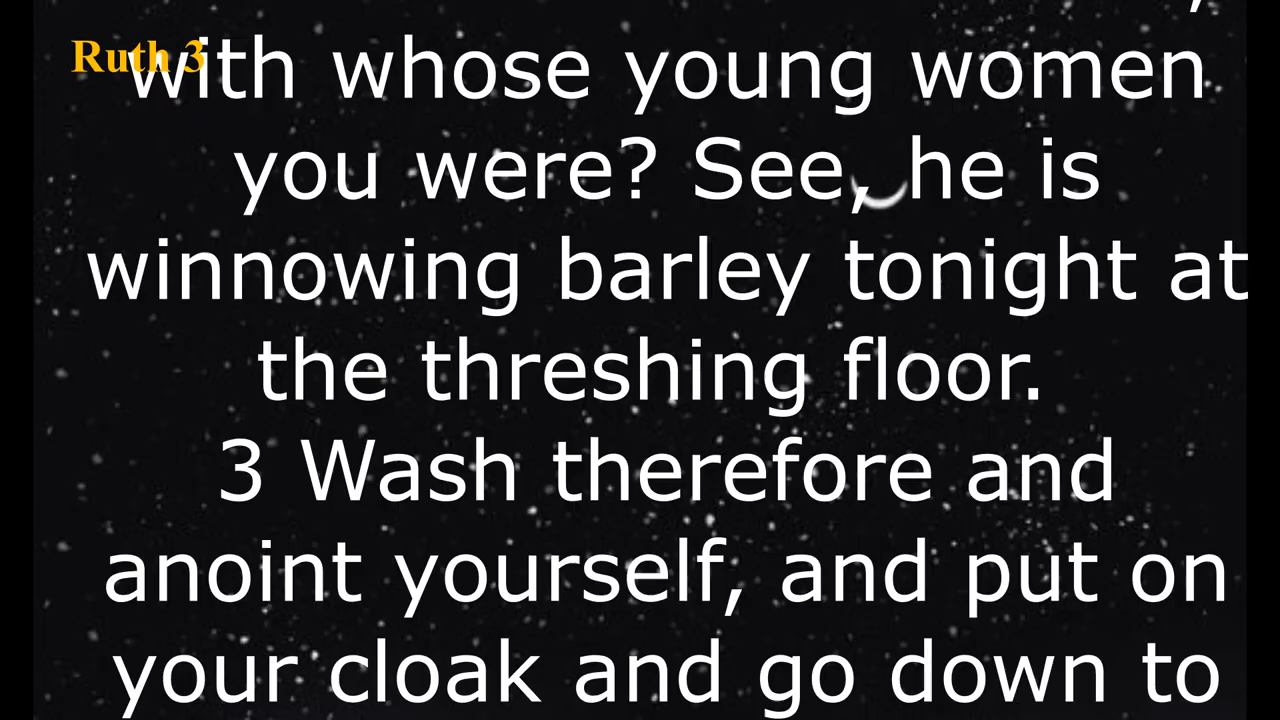 Ruth 3
with whose young women
you were? See, he is
winnowing barley tonight at
the threshing floor.
3 Wash therefore and
anoint yourself, and put on
your cloak and go down to